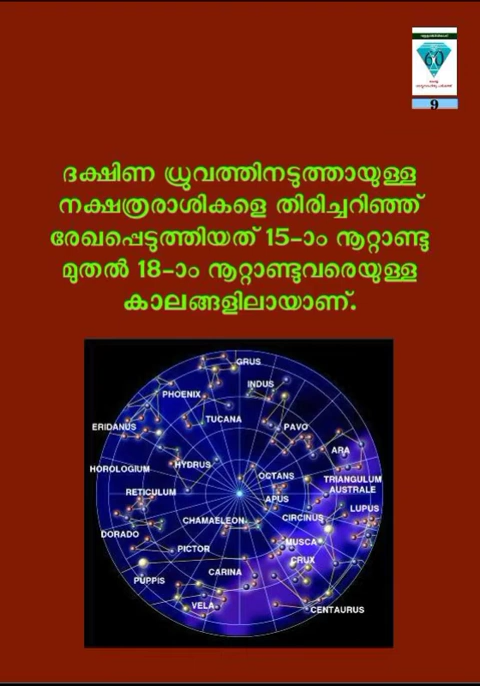 60
9
ദക്ഷിണ ധ്രുവത്തിനടുത്തായുള്ള
നക്ഷത്രരാശികളെ തിരിച്ചറിഞ്ഞ്
രേഖപ്പെടുത്തിയത് 15-ാം നൂറ്റാണ്ടു
മുതൽ 18-ാം നൂറ്റാണ്ടുവരെയുള്ള
കാലങ്ങളിലായാണ്.
GRUS
INDUS
PHOENIX
TUCANA
ERIDANUS
PAVO
ARA
HOROLOGIUM
HYDRUS
OCTANS
TRIANGULUM
AUSTRALE
RETICULUM
APUS
LUPUS
CHAMAELEON
CIRCINUS
DORADO
MUSCA
PICTOR
CRUX
CARINA
PUPPIS
VELA
CENTAURUS